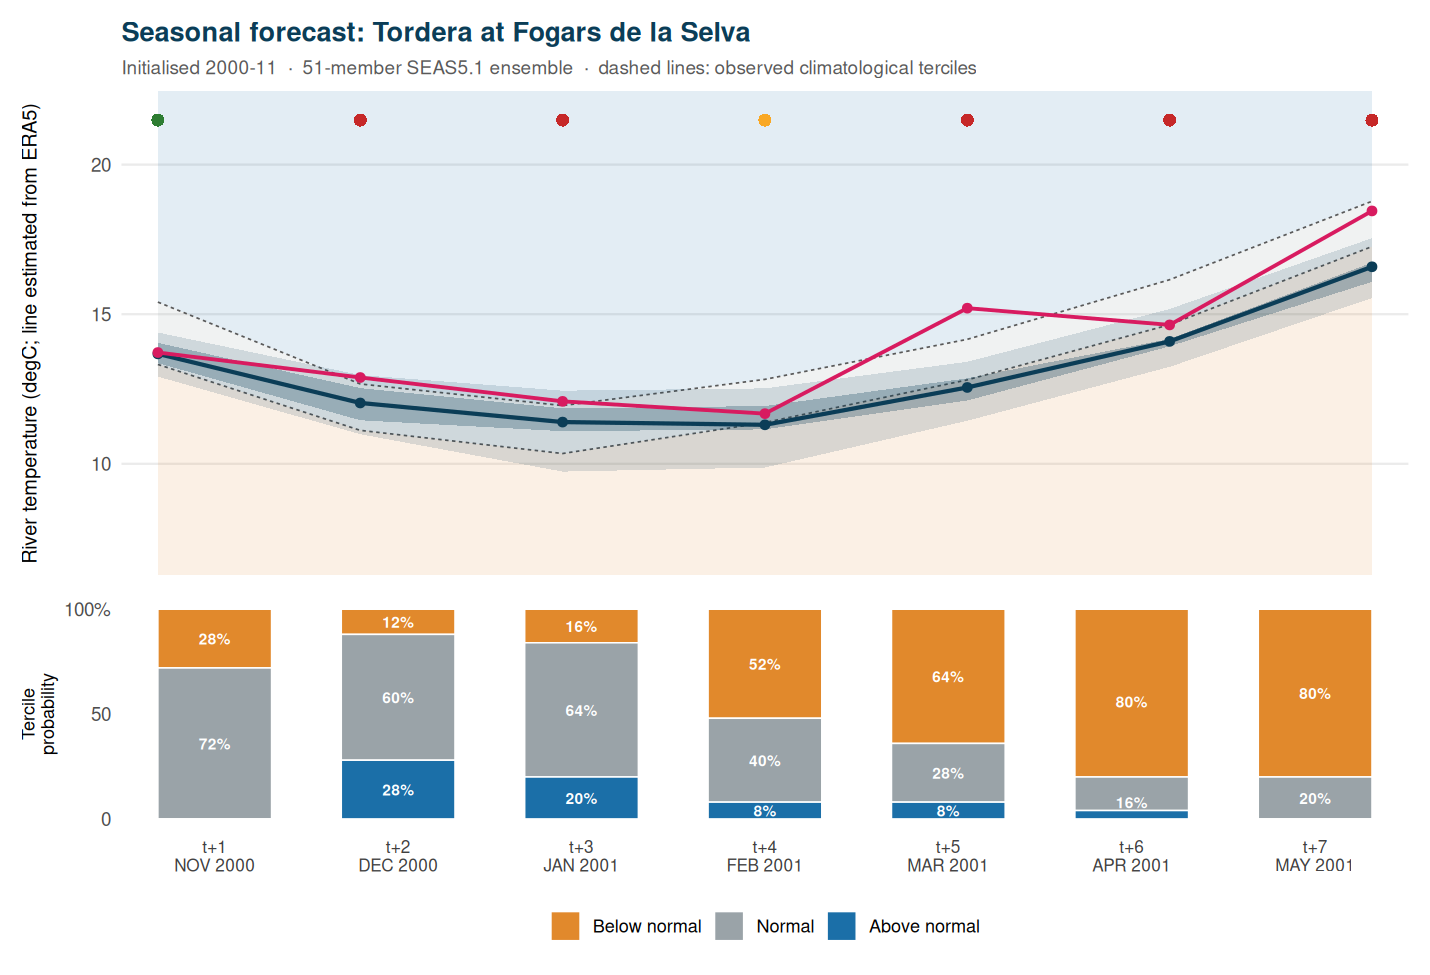 Seasonal forecast: Tordera at Fogars de la Selva
Initialised 2000-11 · 51-member SEAS5.1 ensemble · dashed lines: observed climatological terciles
River temperature (degC; line estimated from ERA5)
20
15
10
Tercile
probability
100%
50
0
28%
72%
12%
60%
28%
16%
64%
20%
52%
40%
8%
64%
28%
8%
80%
16%
80%
20%
t+1
NOV 2000
t+2
DEC 2000
t+3
JAN 2001
t+4
FEB 2001
t+5
MAR 2001
t+6
APR 2001
t+7
MAY 2001
Below normal
Normal
Above normal